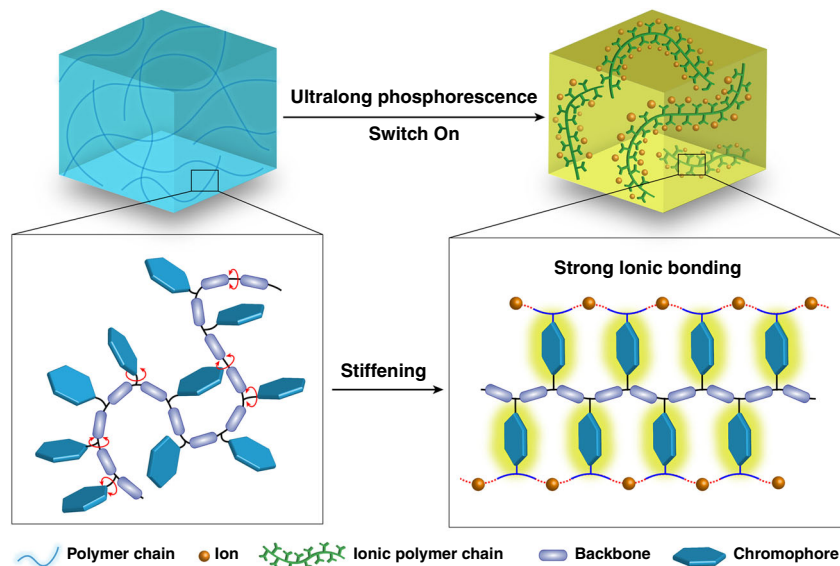 Ultralong phosphorescence
Switch On
Strong Ionic bonding
Stiffening
Polymer chain Ion Ionic polymer chain Backbone Chromophore